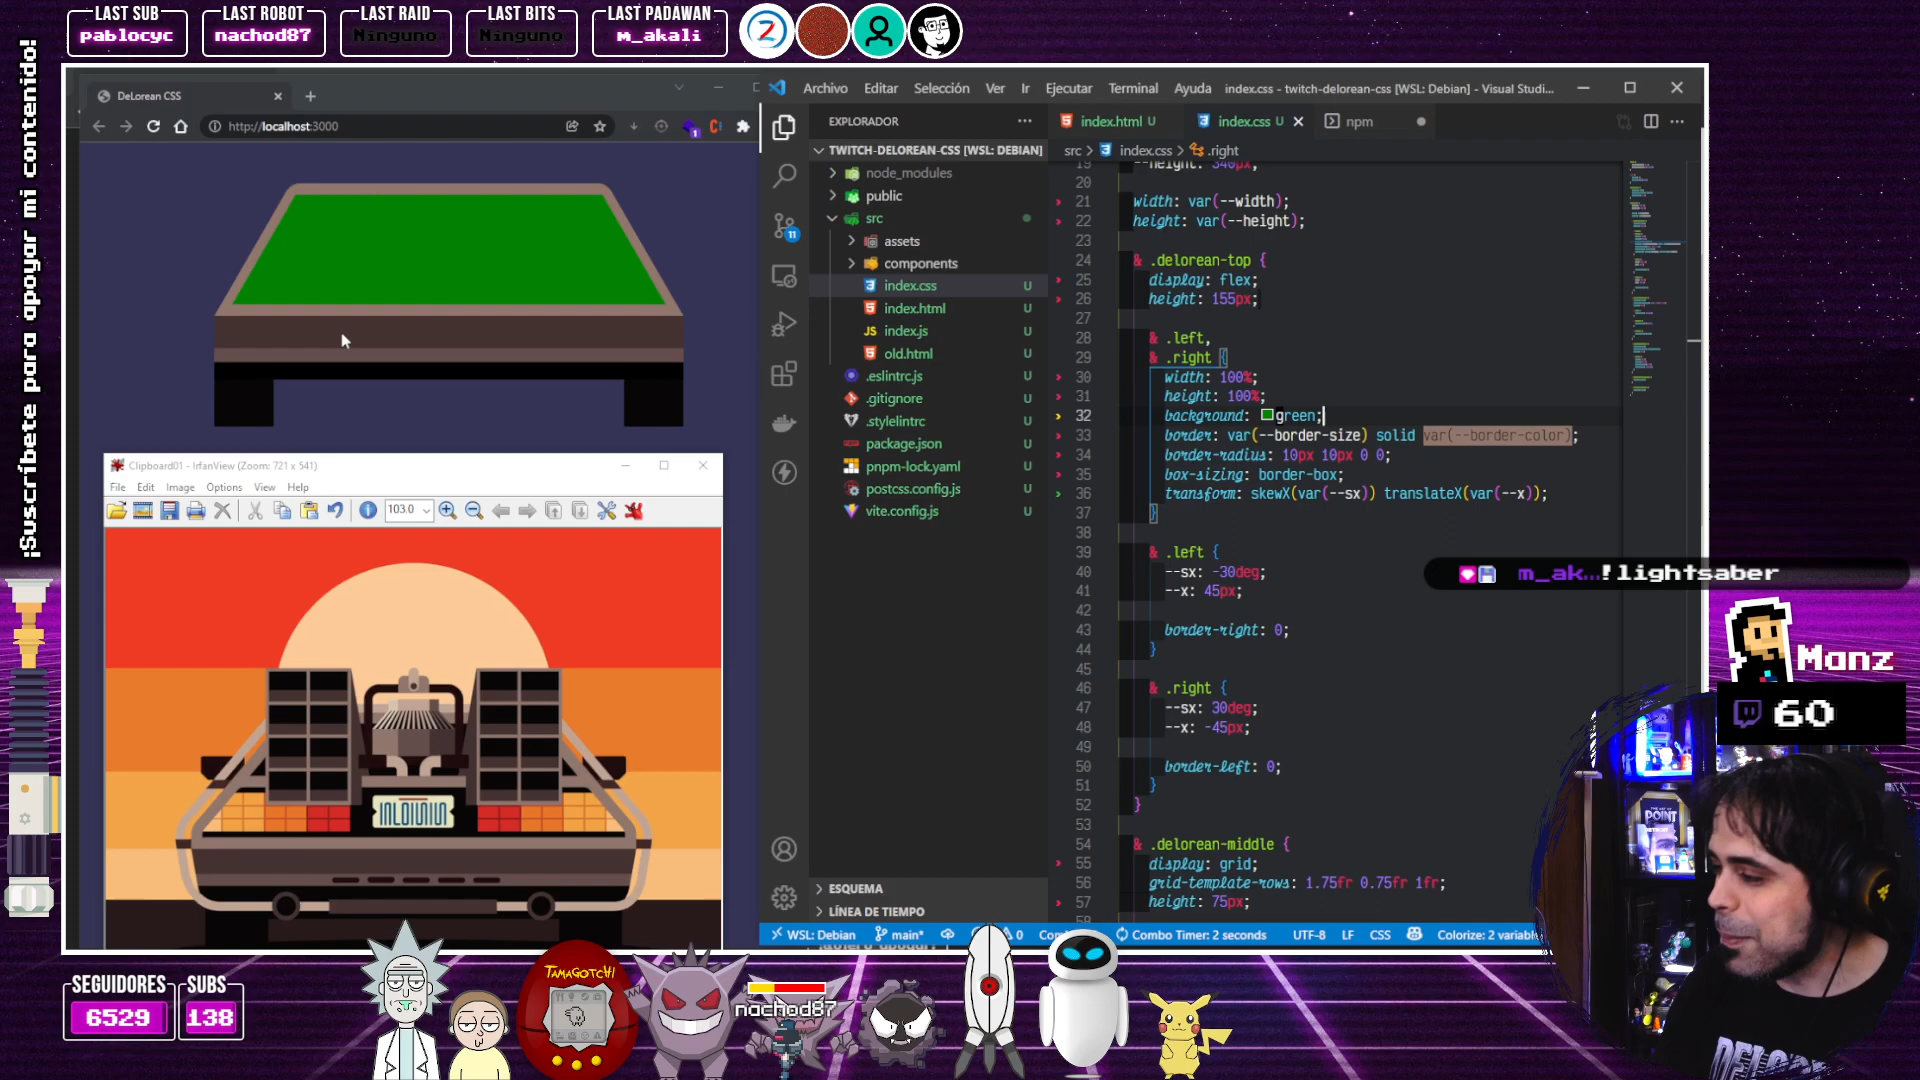 LAST SUB
pablocyc
LAST ROBOT
nachod87
LAST RAID
Ninguno
LAST BITS
Ninguno
LAST PADAWAN
m_akali
¡Suscríbete para apoyar mi contenido!
DeLorean CSS
http://localhost:3000
Clipboard01 - IrfanView (Zoom: 721 x 541)
File Edit Image Options View Help
103.0
Archivo Editar Selección Ver Ir Ejecutar Terminal Ayuda
index.css - twitch-delorean-css [WSL: Debian] - Visual Studi...
EXPLORADOR
index.html U
index.css U
npm
src > index.css > .right
TWITCH-DELOREAN-CSS [WSL: DEBIAN]
node_modules
public
src
assets
components
index.css U
index.html U
JS index.js U
old.html U
.eslintrc.js U
.gitignore U
.stylelintrc U
package.json U
pnpm-lock.yaml U
postcss.config.js U
vite.config.js U
11
ESQUEMA
LÍNEA DE TIEMPO
19 --height: 340px;
20
21 width: var(--width);
22 height: var(--height);
23
24 & .delorean-top {
25 display: flex;
26 height: 155px;
27
28 & .left,
29 & .right {
30 width: 100%;
31 height: 100%;
32 background: green;
33 border: var(--border-size) solid var(--border-color);
34 border-radius: 10px 10px 0 0;
35 box-sizing: border-box;
36 transform: skewX(var(--sx)) translateX(var(--x));
37 }
38
39 & .left {
40 --sx: -30deg;
41 --x: 45px;
42
43 border-right: 0;
44 }
45
46 & .right {
47 --sx: 30deg;
48 --x: -45px;
49
50 border-left: 0;
51 }
52 }
53
54 & .delorean-middle {
55 display: grid;
56 grid-template-rows: 1.75fr 0.75fr 1fr;
57 height: 75px;
58
m_ak...!lightsaber
Manz
60
WSL: Debian
main*
0
Combo Timer: 2 seconds
UTF-8
LF
CSS
Colorize: 2 variabl
SEGUIDORES
6529
SUBS
138
TAMAGOTCHI
nachod87